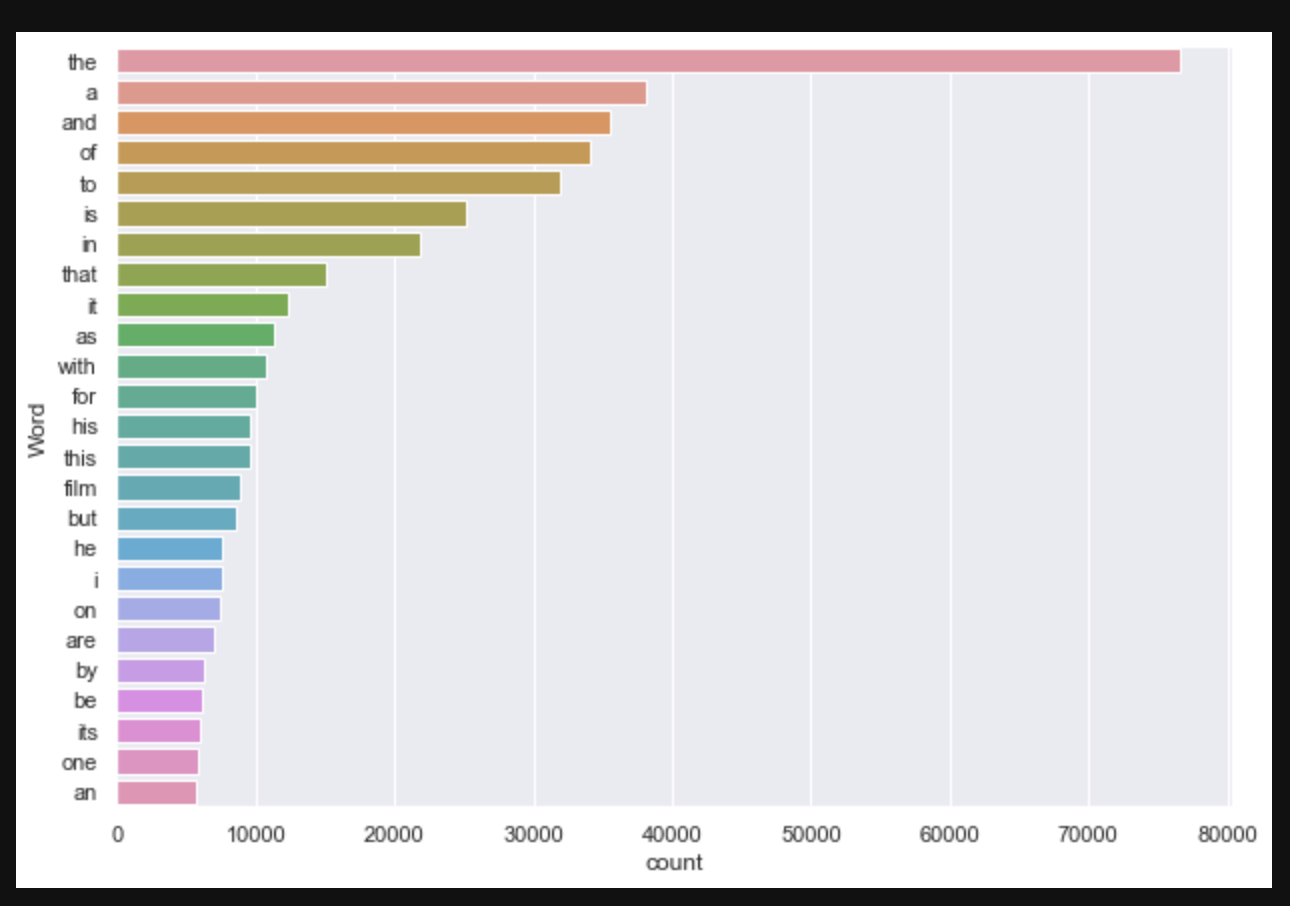 the
a
and
of
to
is
in
that
it
as
with
for
his
this
film
but
he
i
on
are
by
be
its
one
an
Word
0 10000 20000 30000 40000 50000 60000 70000 80000
count